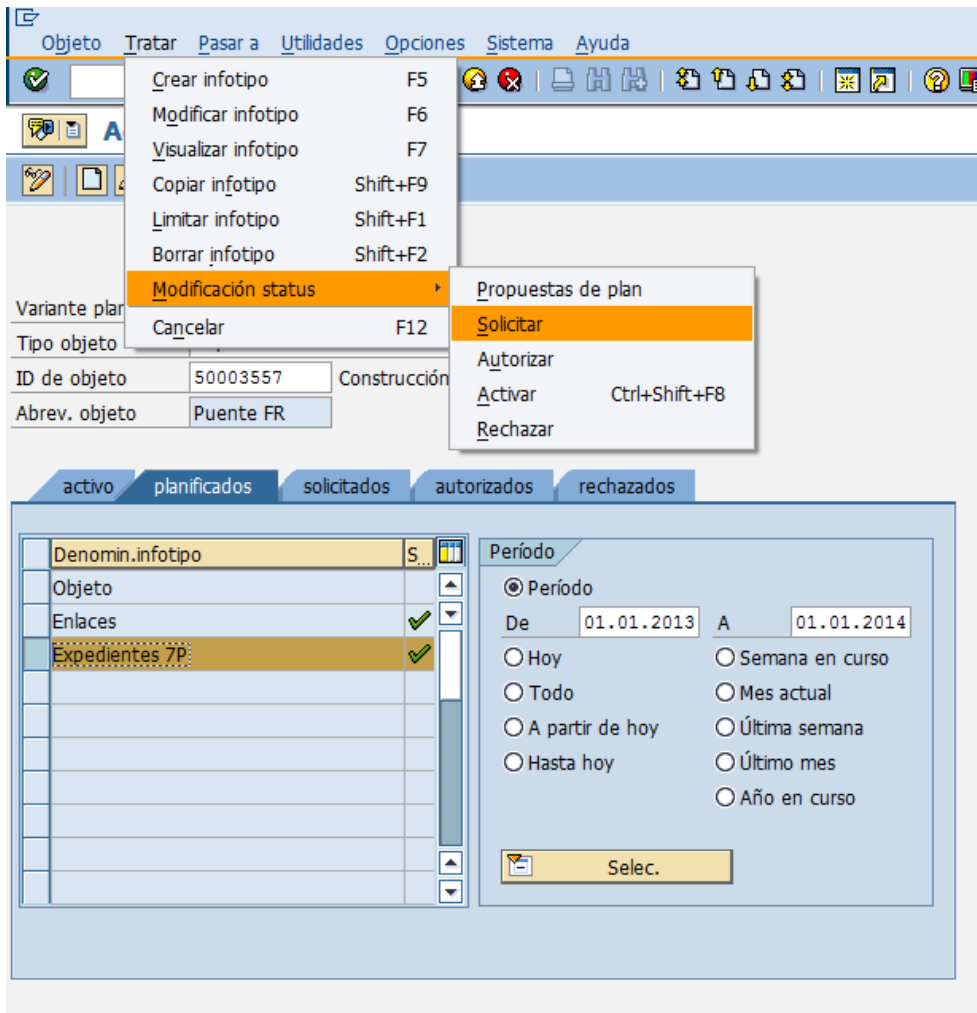 Objeto Tratar Pasar a Utilidades Opciones Sistema Ayuda
Crear infotipo F5
Modificar infotipo F6
Visualizar infotipo F7
Copiar infotipo Shift+F9
Limitar infotipo Shift+F1
Borrar infotipo Shift+F2
Modificación status
Cancelar F12
Propuestas de plan
Solicitar
Autorizar
Activar Ctrl+Shift+F8
Rechazar
A
Variante plan
Tipo objeto
ID de objeto 50003557 Construcción
Abrev. objeto Puente FR
activo planificados solicitados autorizados rechazados
Denomin.infotipo S...
Objeto
Enlaces
Expedientes 7P
Período
Período
De 01.01.2013 A 01.01.2014
Hoy Semana en curso
Todo Mes actual
A partir de hoy Última semana
Hasta hoy Último mes
Año en curso
Selec.